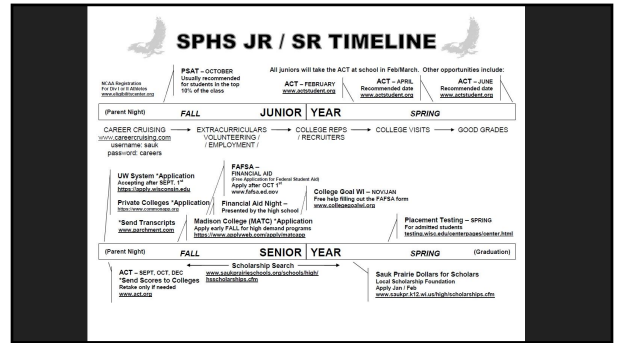 SPHS JR / SR TIMELINE
NCAA Registration
For Div I or II Athletes
www.eligibilitycenter.org
PSAT – OCTOBER
Usually recommended
for students in the top
10% of the class
All juniors will take the ACT at school in Feb/March. Other opportunities include:
ACT – FEBRUARY
www.actstudent.org
ACT – APRIL
Recommended date
www.actstudent.org
ACT – JUNE
Recommended date
www.actstudent.org
(Parent Night) FALL JUNIOR YEAR SPRING
CAREER CRUISING
www.careercruising.com
username: sauk
password: careers
EXTRACURRICULARS
VOLUNTEERING /
/ EMPLOYMENT /
COLLEGE REPS
/ RECRUITERS
COLLEGE VISITS
GOOD GRADES
UW System *Application
Accepting after SEPT. 1st
https://apply.wisconsin.edu
FAFSA –
FINANCIAL AID
(Free Application for Federal Student Aid)
Apply after OCT 1st
www.fafsa.ed.gov
Private Colleges *Application
https://www.commonapp.org
Financial Aid Night –
Presented by the high school
College Goal WI – NOV/JAN
Free help filling out the FAFSA form
www.collegegoalwi.org
*Send Transcripts
www.parchment.com
Madison College (MATC) *Application
Apply early FALL for high demand programs
https://www.applyweb.com/apply/matcapp
Placement Testing – SPRING
For admitted students
testing.wisc.edu/centerpages/center.html
(Parent Night) FALL SENIOR YEAR SPRING (Graduation)
ACT – SEPT, OCT, DEC
*Send Scores to Colleges
Retake only if needed
www.act.org
Scholarship Search
www.saukprairieschools.org/schools/high/
hsscholarships.cfm
Sauk Prairie Dollars for Scholars
Local Scholarship Foundation
Apply Jan / Feb
www.saukpr.k12.wi.us/high/scholarships.cfm